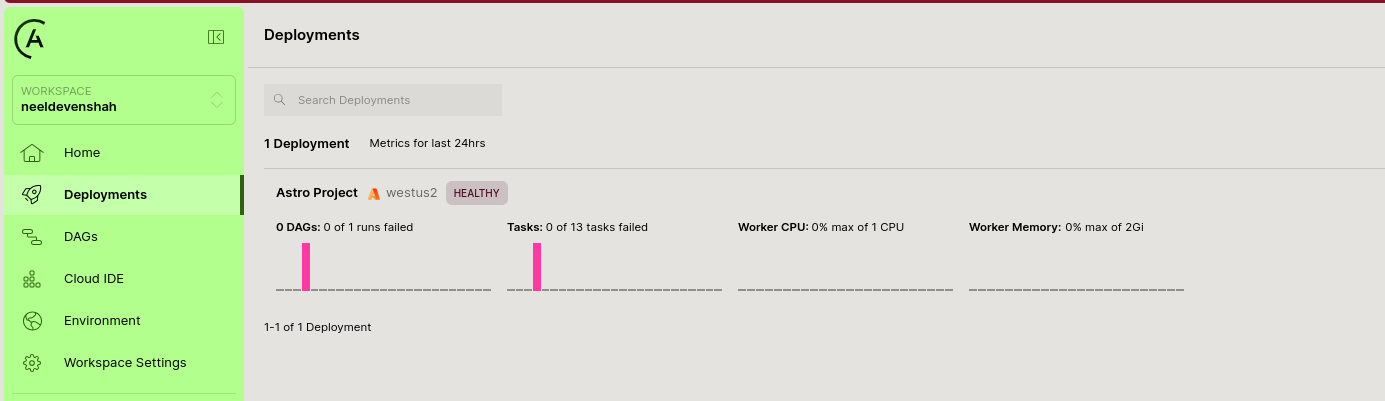 Deployments
WORKSPACE
neeldevenshah
Home
Deployments
DAGs
Cloud IDE
Environment
Workspace Settings
Search Deployments
1 Deployment Metrics for last 24hrs
Astro Project westus2 HEALTHY
0 DAGs: 0 of 1 runs failed
Tasks: 0 of 13 tasks failed
Worker CPU: 0% max of 1 CPU
Worker Memory: 0% max of 2Gi
1-1 of 1 Deployment